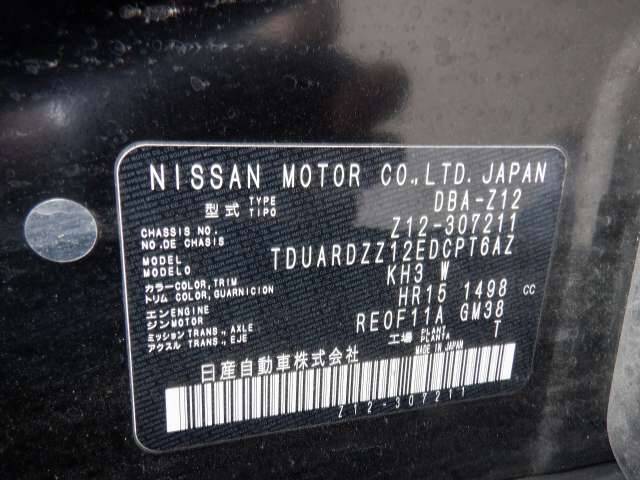 NISSAN MOTOR CO.,LTD. JAPAN
型式 TYPE TIPO DBA-Z12
CHASSIS NO. NO.DE CHASIS Z12-307211
MODEL MODELO TDUARDZZ12EDCPT6AZ
カラー COLOR, TRIM トリム COLOR, GUARNICION KH3 W
エンジン ENGINE MOTOR HR15 1498 CC
ミッション TRANS., AXLE アクスル TRANS., EJE RE0F11A GM38
工場 PLANT PLANTA T
日産自動車株式会社 MADE IN JAPAN
Z12-307211